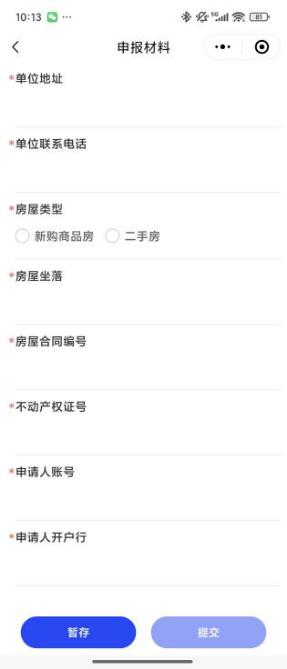 10:13
申报材料
*单位地址
*单位联系电话
*房屋类型
新购商品房 二手房
*房屋坐落
*房屋合同编号
*不动产权证号
*申请人账号
*申请人开户行
暂存 提交